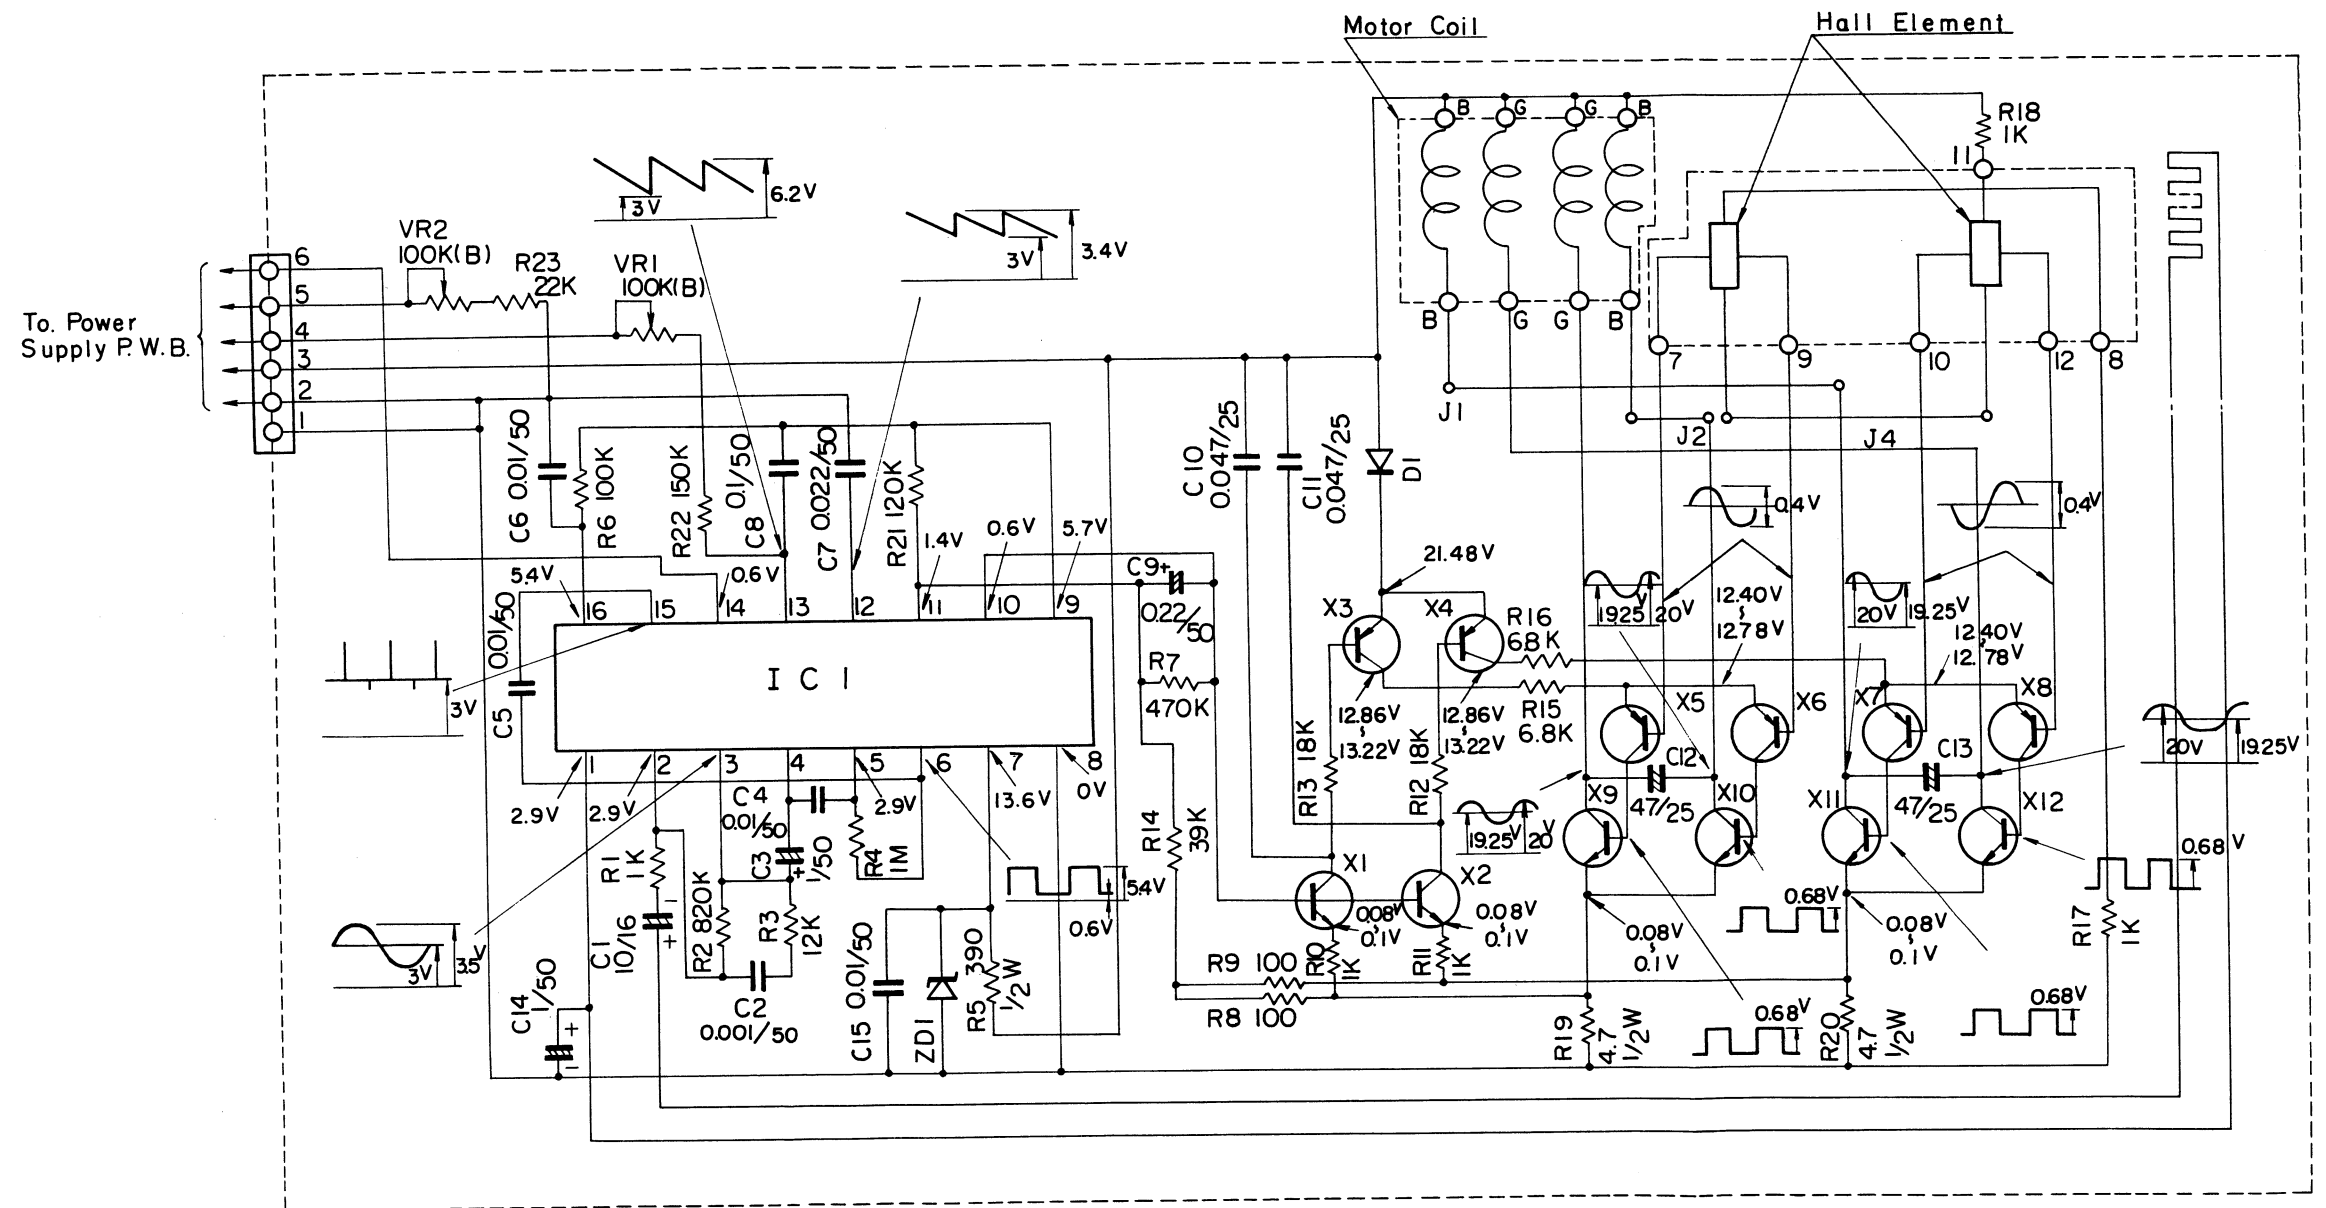 Motor Coil
Hall Element
B
G
G
B
R18
1K
11
6.2V
3V
3.4V
3V
VR2
100K(B)
R23
22K
VR1
100K(B)
To. Power
Supply P. W. B.
6
5
4
3
2
1
B
G
G
B
7
9
10
12
8
J1
J2
J4
C6 0.01/50
R6 100K
R22 150K
C8 0.1/50
C7 0.022/50
R21 120K
C10
0.047/25
C11
0.047/25
D1
0.4V
0.4V
5.4V
0.6V
1.4V
0.6V
5.7V
C9 +
0.22/50
21.48V
16
15
14
13
12
11
10
9
IC1
0.01/50
C5
3V
R7
470K
X3
X4
R16
68K
R15
6.8K
12.86V
13.22V
12.86V
13.22V
R13 18K
R12 18K
19.25V
20V
12.40V
12.78V
20V
19.25V
12.40V
12.78V
X5
X6
X7
X8
20V
19.25V
1
2
3
4
5
6
7
8
2.9V
2.9V
2.9V
13.6V
0V
C4
0.01/50
C3
+
1/50
R4
1M
R1
1K
-
+
C1
10/16
R2 820K
R3
12K
C2
0.001/50
5.4V
0.6V
3V
3.5V
R14
39K
X9
C12
47/25
X10
X11
C13
47/25
X12
19.25V
20V
0.68V
X1
X2
0.08V
0.1V
0.08V
0.1V
R10
1K
R11
1K
R9 100
R8 100
0.68V
0.08V
0.1V
0.08V
0.1V
R17
1K
C14
1/50
+
-
C15 0.01/50
ZD1
R5 390
1/2W
R19
4.7
1/2W
0.68V
R20
4.7
1/2W
0.68V